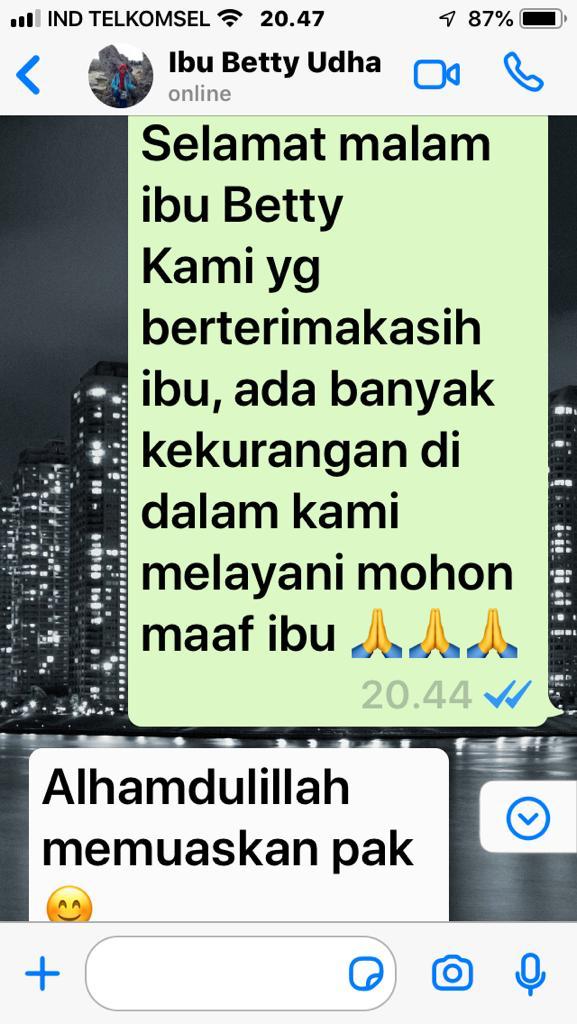 IND TELKOMSEL 20.47 87%
Ibu Betty Udha
online
Selamat malam
ibu Betty
Kami yg
berterimakasih
ibu, ada banyak
kekurangan di
dalam kami
melayani mohon
maaf ibu 🙏🙏🙏
20.44
Alhamdulillah
memuaskan pak
😊